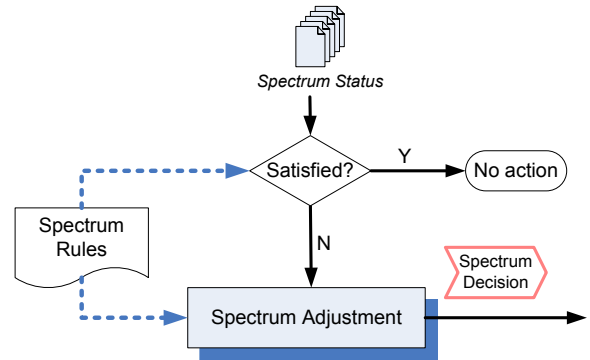 Spectrum Status
Satisfied?
Y
No action
N
Spectrum
Rules
Spectrum
Decision
Spectrum Adjustment